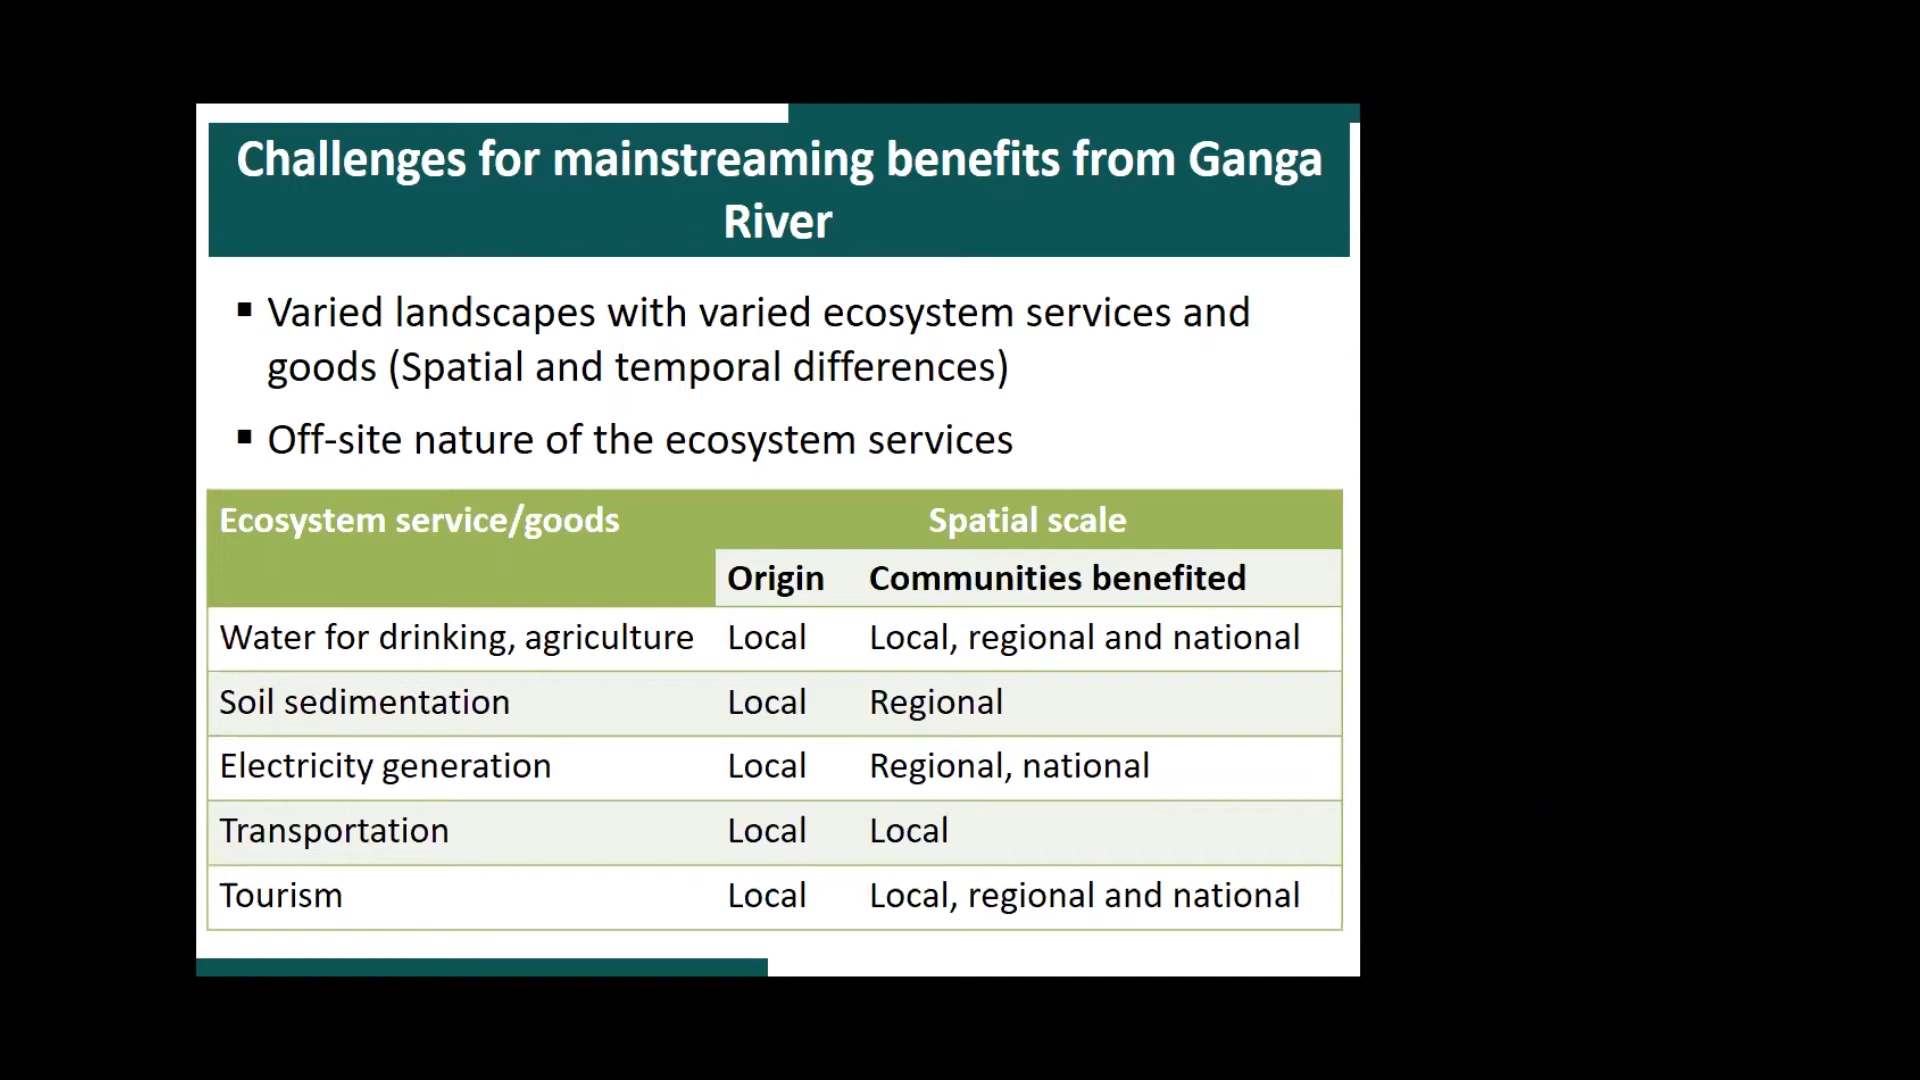 Challenges for mainstreaming benefits from Ganga
River
▪ Varied landscapes with varied ecosystem services and
goods (Spatial and temporal differences)
▪ Off-site nature of the ecosystem services
Ecosystem service/goods Spatial scale
Origin Communities benefited
Water for drinking, agriculture Local Local, regional and national
Soil sedimentation Local Regional
Electricity generation Local Regional, national
Transportation Local Local
Tourism Local Local, regional and national